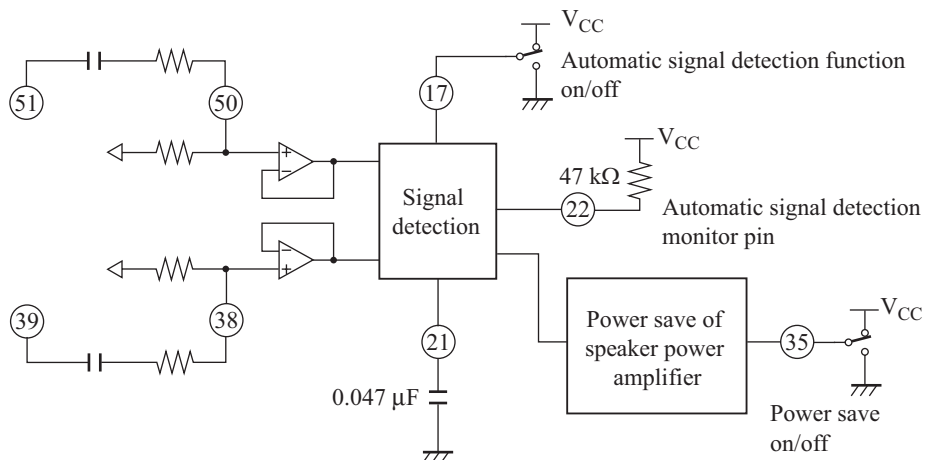 V_CC
Automatic signal detection function
on/off
51
50
17
V_CC
47 kΩ
Signal
detection
22
Automatic signal detection
monitor pin
39
38
V_CC
21
Power save of
speaker power
amplifier
35
0.047 μF
Power save
on/off
+
−
−
+